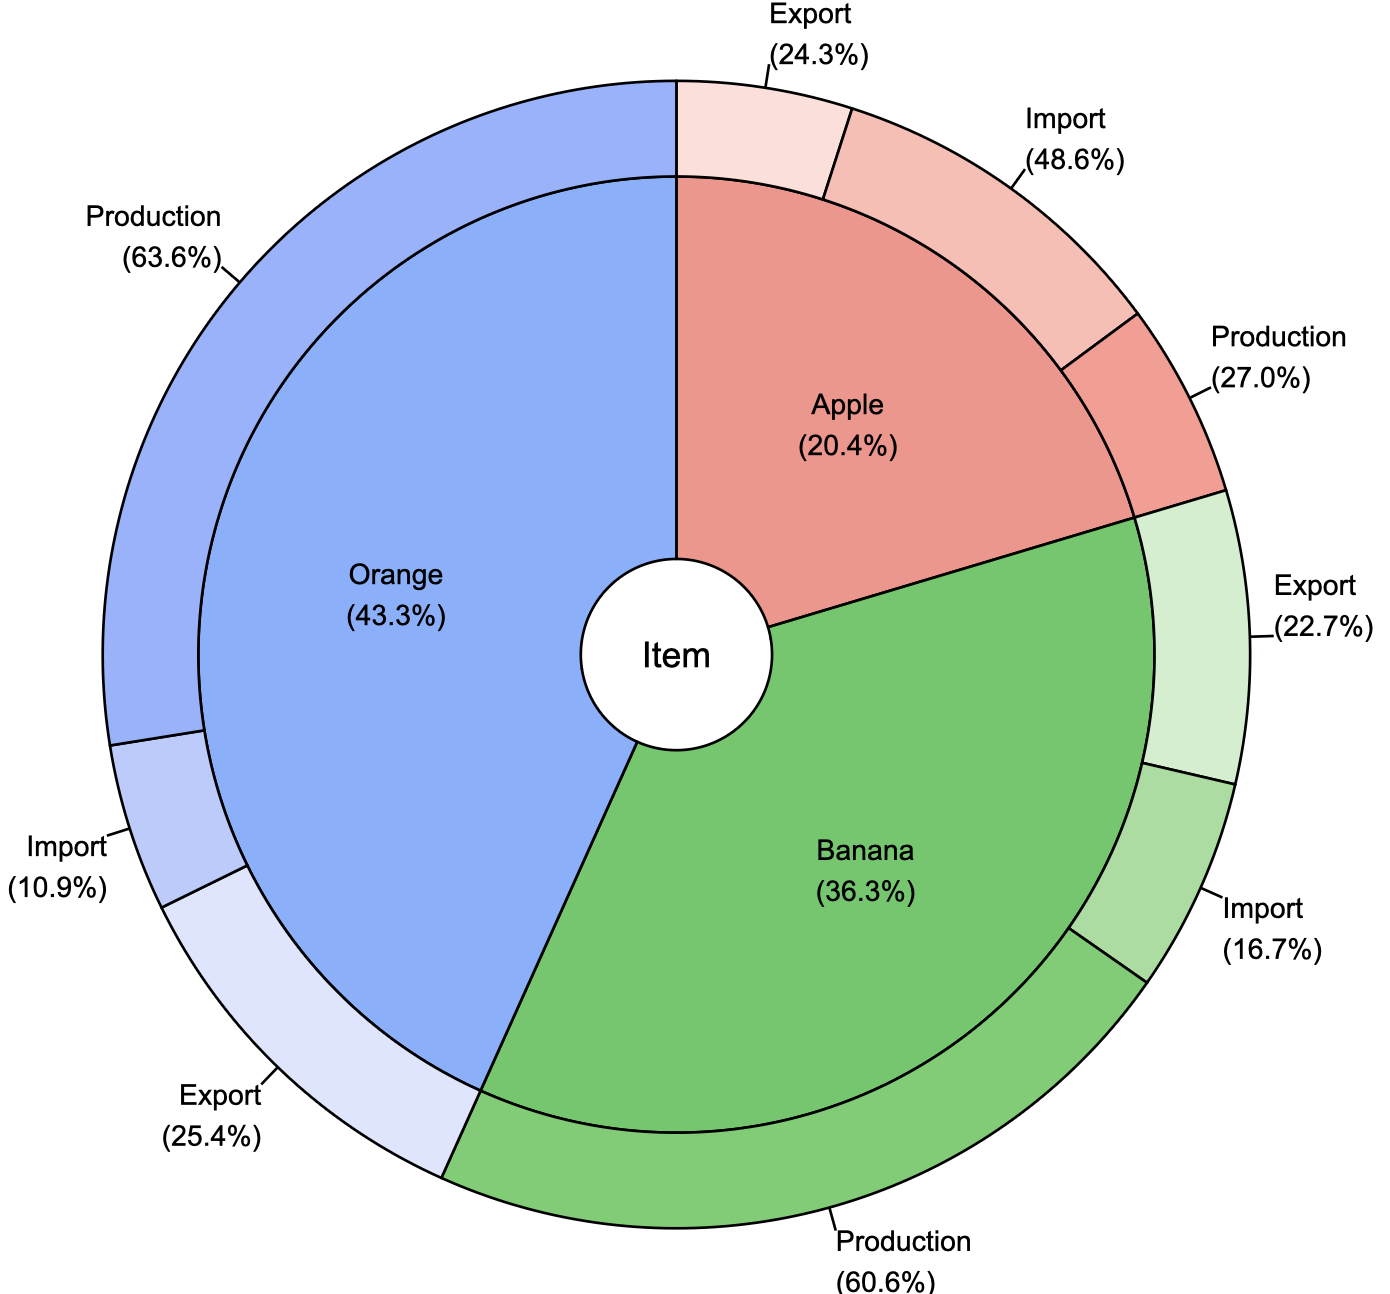 Export
(24.3%)
Import
(48.6%)
Production
(27.0%)
Apple
(20.4%)
Export
(22.7%)
Import
(16.7%)
Banana
(36.3%)
Production
(60.6%)
Item
Orange
(43.3%)
Export
(25.4%)
Import
(10.9%)
Production
(63.6%)